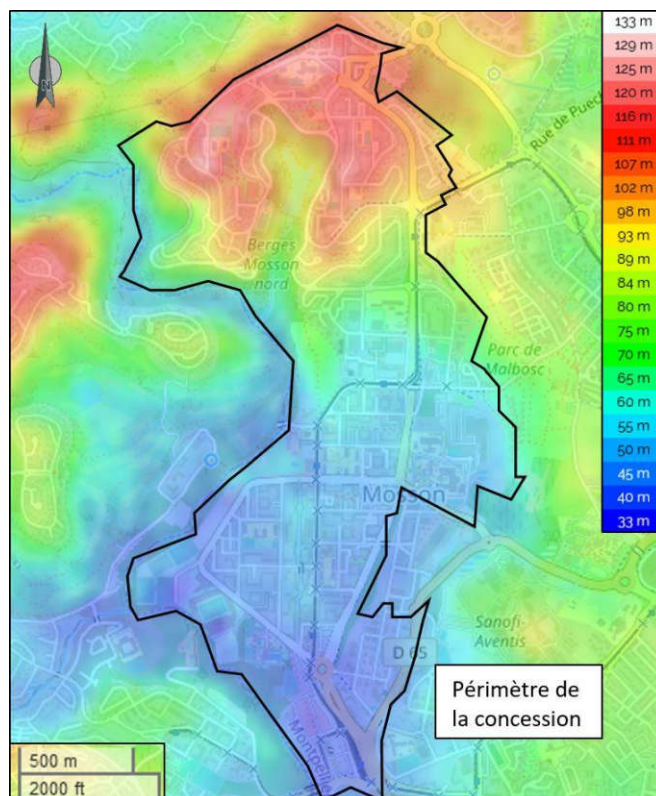 N
133 m
129 m
125 m
120 m
116 m
111 m
107 m
102 m
98 m
93 m
89 m
84 m
80 m
75 m
70 m
65 m
60 m
55 m
50 m
45 m
40 m
33 m
Rue de Puech
Berges
Mosson
nord
Parc de
Malbosc
Mosson
Sanofi-
Aventis
D 65
Périmètre de
la concession
Montpellie
500 m
2000 ft